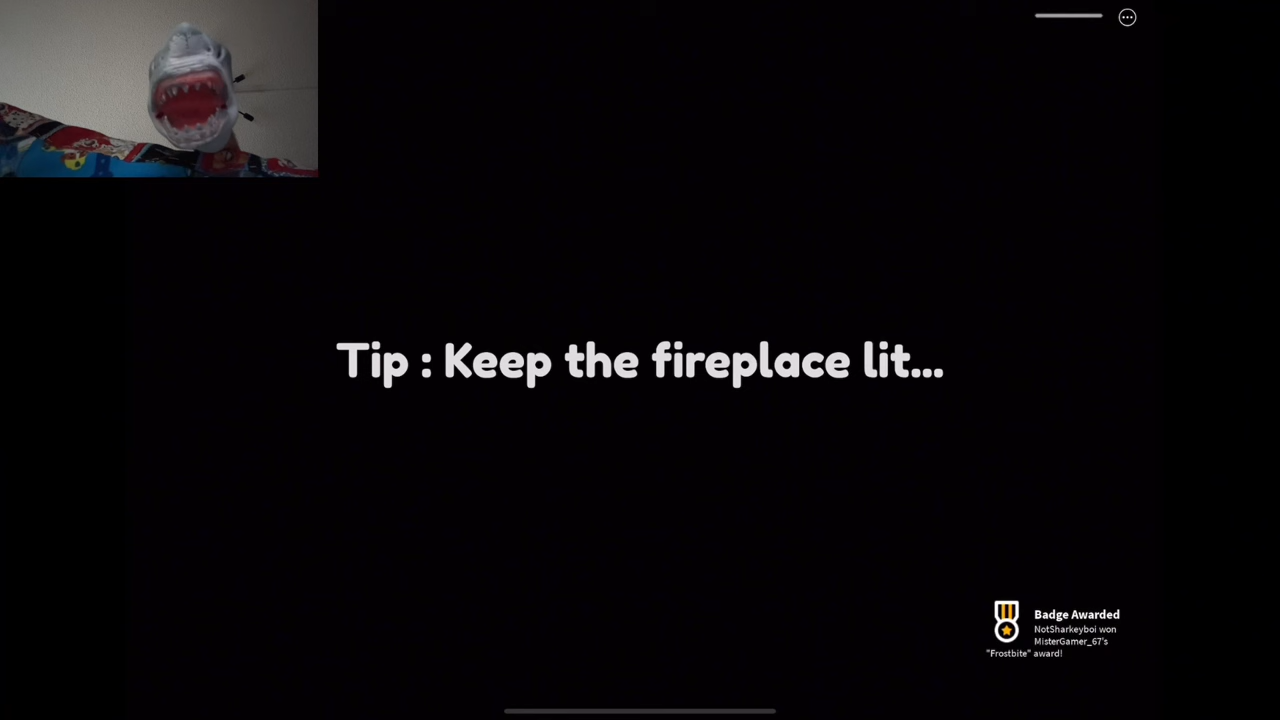 Tip : Keep the fireplace lit...
Badge Awarded
NotSharkeyboi won
MisterGamer_67's
"Frostbite" award!